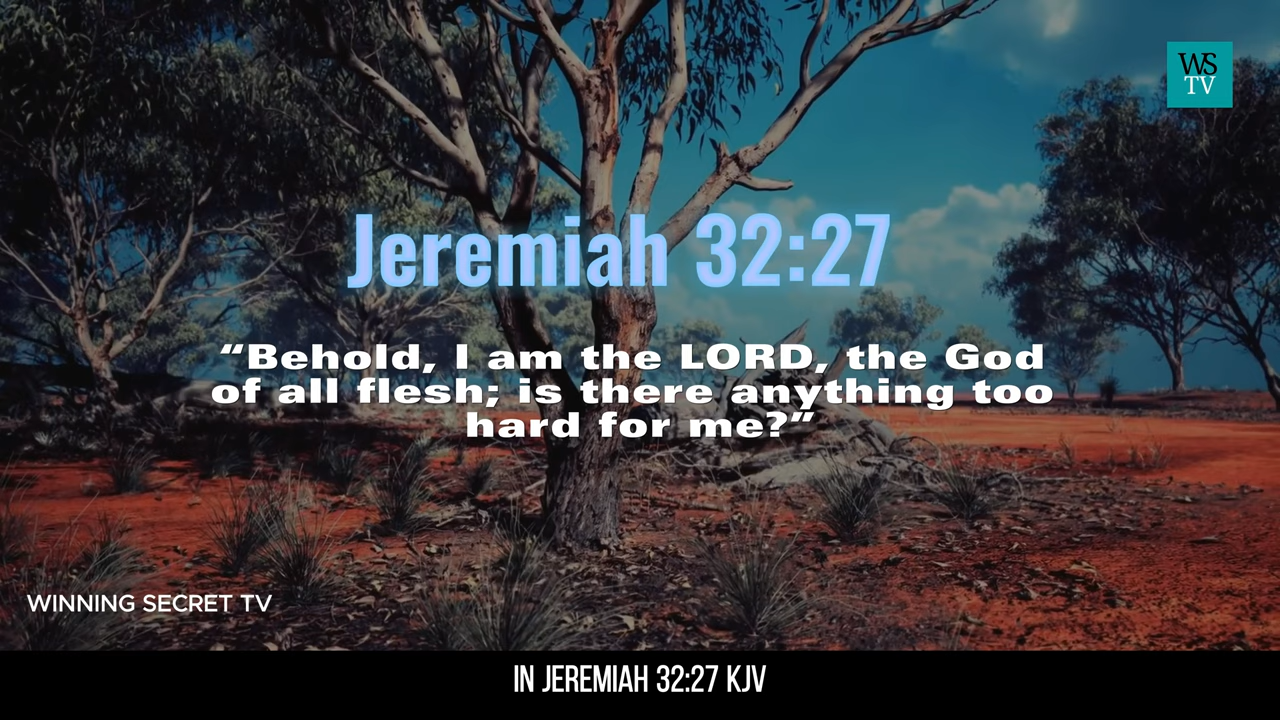 WS
TV
Jeremiah 32:27
“Behold, I am the LORD, the God
of all flesh; is there anything too
hard for me?”
WINNING SECRET TV
IN JEREMIAH 32:27 KJV